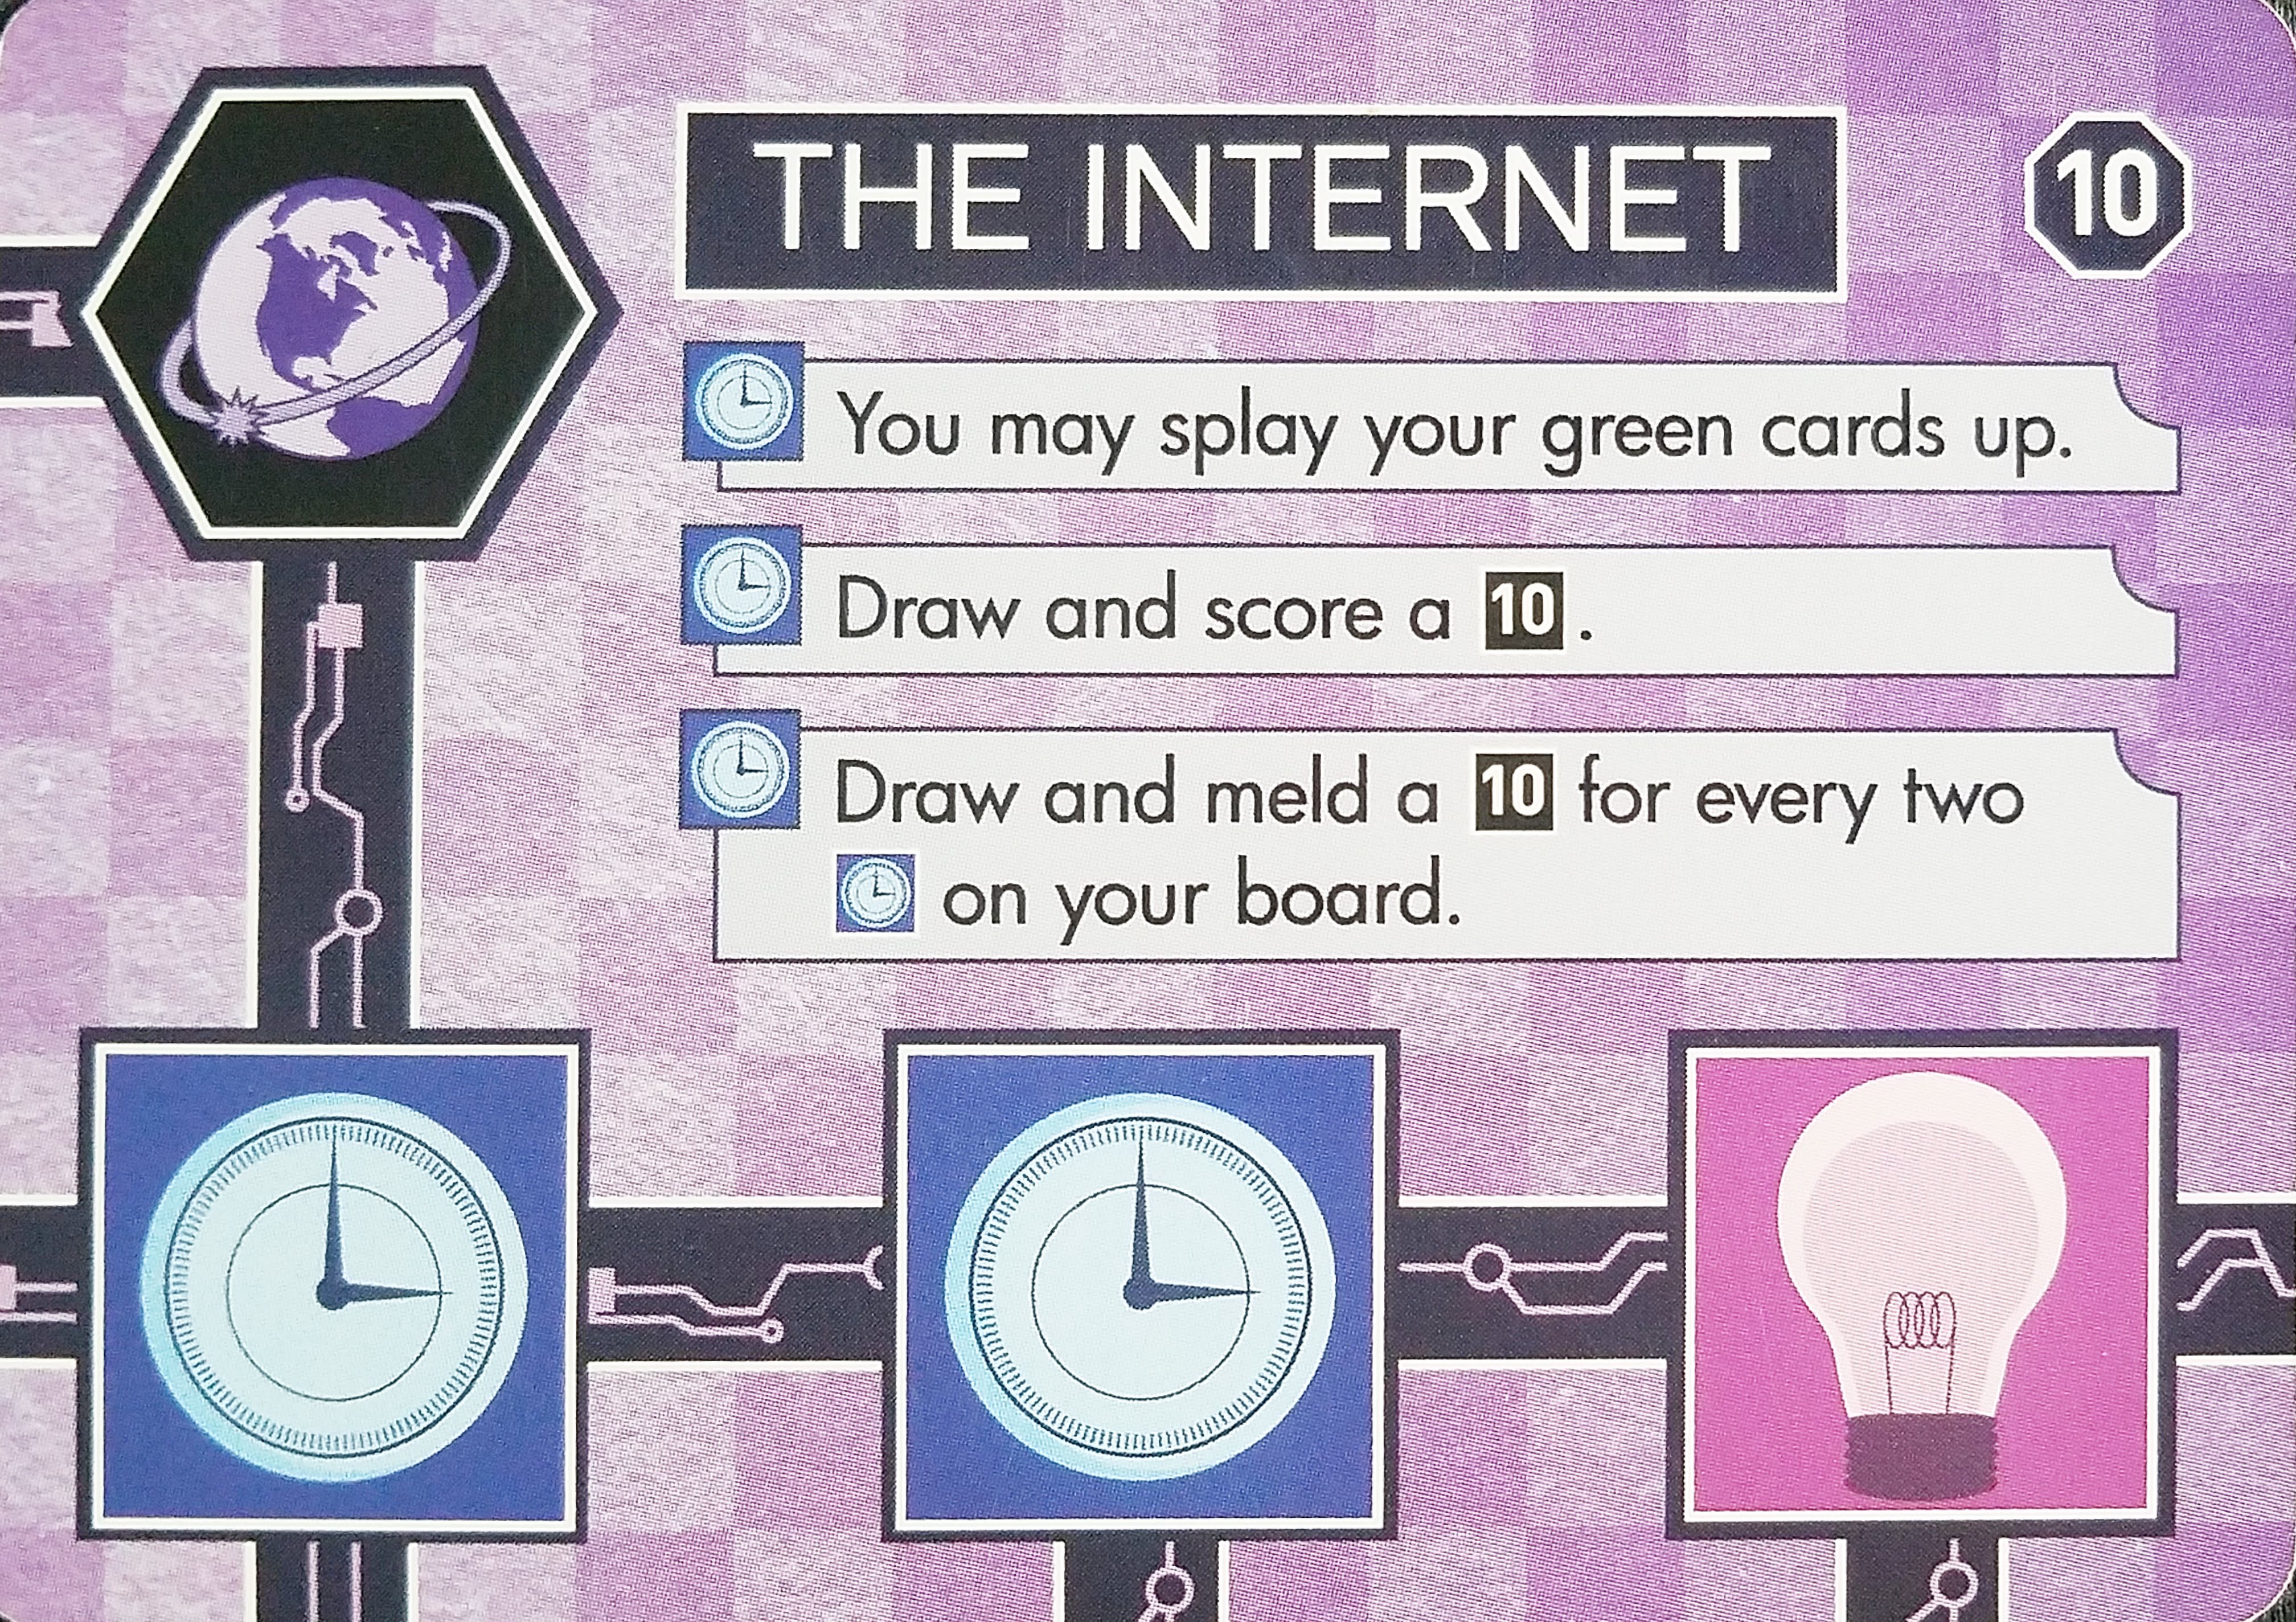 THE INTERNET
10
You may splay your green cards up.
Draw and score a 10.
Draw and meld a 10 for every two
on your board.